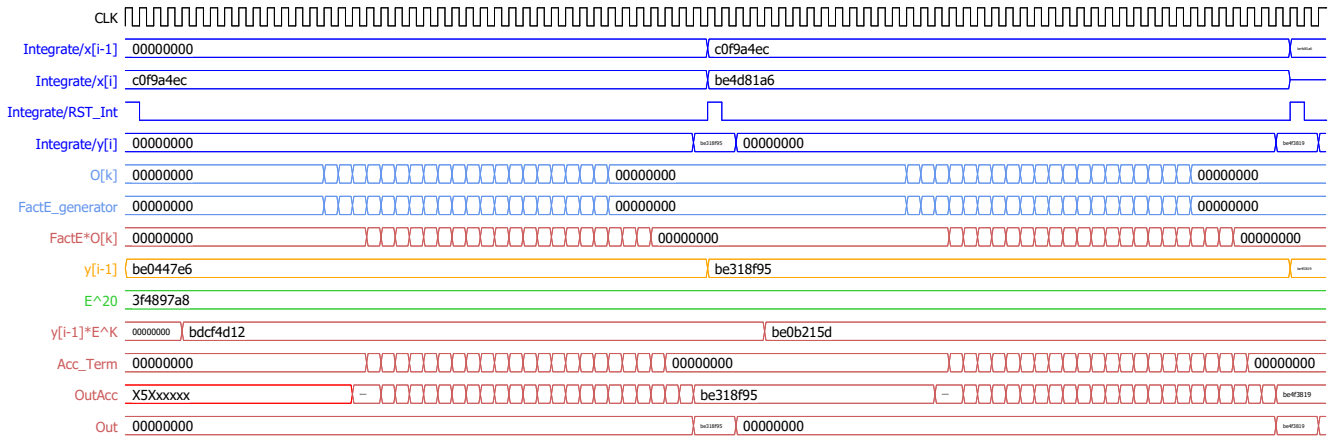 CLK
Integrate/x[i-1] 00000000 c0f9a4ec be4d81a6
Integrate/x[i] c0f9a4ec be4d81a6
Integrate/RST_Int
Integrate/y[i] 00000000 be318f95 00000000 be4f3819
O[k] 00000000 00000000 00000000
FactE_generator 00000000 00000000 00000000
FactE*O[k] 00000000 00000000 00000000
y[i-1] be0447e6 be318f95 be4f3819
E^20 3f4897a8
y[i-1]*E^K 00000000 bdcf4d12 be0b215d
Acc_Term 00000000 00000000 00000000
OutAcc X5Xxxxxx — be318f95 — be4f3819
Out 00000000 be318f95 00000000 be4f3819